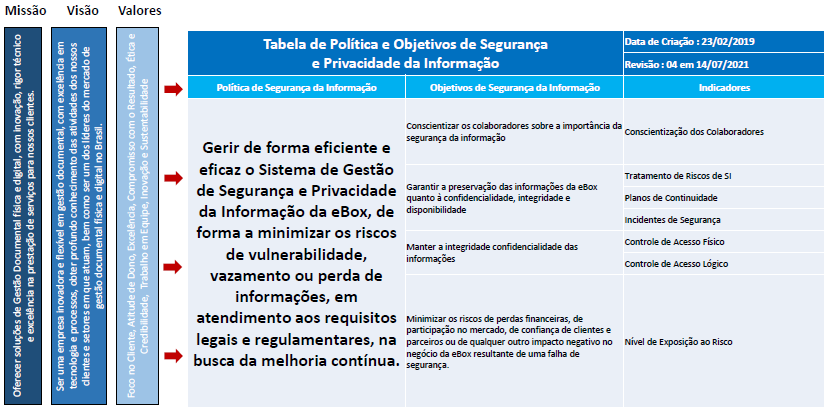 Missão
Visão
Valores
Oferecer soluções de Gestão Documental física e digital, com inovação, rigor técnico
e excelência na prestação de serviços para nossos clientes.
Ser uma empresa inovadora e flexível em gestão documental, com excelência em
tecnologia e processos, obter profundo conhecimento das atividades dos nossos
clientes e setores em que atuam, bem como ser um dos líderes do mercado de
gestão documental física e digital no Brasil.
Foco no Cliente, Atitude de Dono, Excelência, Compromisso com o Resultado, Ética e
Credibilidade, Trabalho em Equipe, Inovação e Sustentabilidade
Tabela de Política e Objetivos de Segurança
e Privacidade da Informação
Data de Criação : 23/02/2019
Revisão : 04 em 14/07/2021
Política de Segurança da Informação
Objetivos de Segurança da Informação
Indicadores
Gerir de forma eficiente e
eficaz o Sistema de Gestão
de Segurança e Privacidade
da Informação da eBox, de
forma a minimizar os riscos
de vulnerabilidade,
vazamento ou perda de
informações, em
atendimento aos requisitos
legais e regulamentares, na
busca da melhoria contínua.
Conscientizar os colaboradores sobre a importância da
segurança da informação
Conscientização dos Colaboradores
Garantir a preservação das informações da eBox
quanto à confidencialidade, integridade e
disponibilidade
Tratamento de Riscos de SI
Planos de Continuidade
Incidentes de Segurança
Manter a integridade confidencialidade das
informações
Controle de Acesso Físico
Controle de Acesso Lógico
Minimizar os riscos de perdas financeiras, de
participação no mercado, de confiança de clientes e
parceiros ou de qualquer outro impacto negativo no
negócio da eBox resultante de uma falha de
segurança.
Nível de Exposição ao Risco